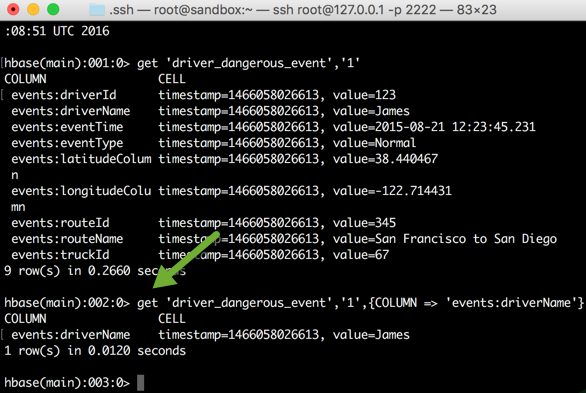 .ssh — root@sandbox:~ — ssh root@127.0.0.1 -p 2222 — 83×23
:08:51 UTC 2016
hbase(main):001:0> get 'driver_dangerous_event','1'
COLUMN CELL
events:driverId timestamp=1466058026613, value=123
events:driverName timestamp=1466058026613, value=James
events:eventTime timestamp=1466058026613, value=2015-08-21 12:23:45.231
events:eventType timestamp=1466058026613, value=Normal
events:latitudeColum timestamp=1466058026613, value=38.440467
n
events:longitudeColu timestamp=1466058026613, value=-122.714431
mn
events:routeId timestamp=1466058026613, value=345
events:routeName timestamp=1466058026613, value=San Francisco to San Diego
events:truckId timestamp=1466058026613, value=67
9 row(s) in 0.2660 seconds
hbase(main):002:0> get 'driver_dangerous_event','1',{COLUMN => 'events:driverName'}
COLUMN CELL
events:driverName timestamp=1466058026613, value=James
1 row(s) in 0.0120 seconds
hbase(main):003:0>